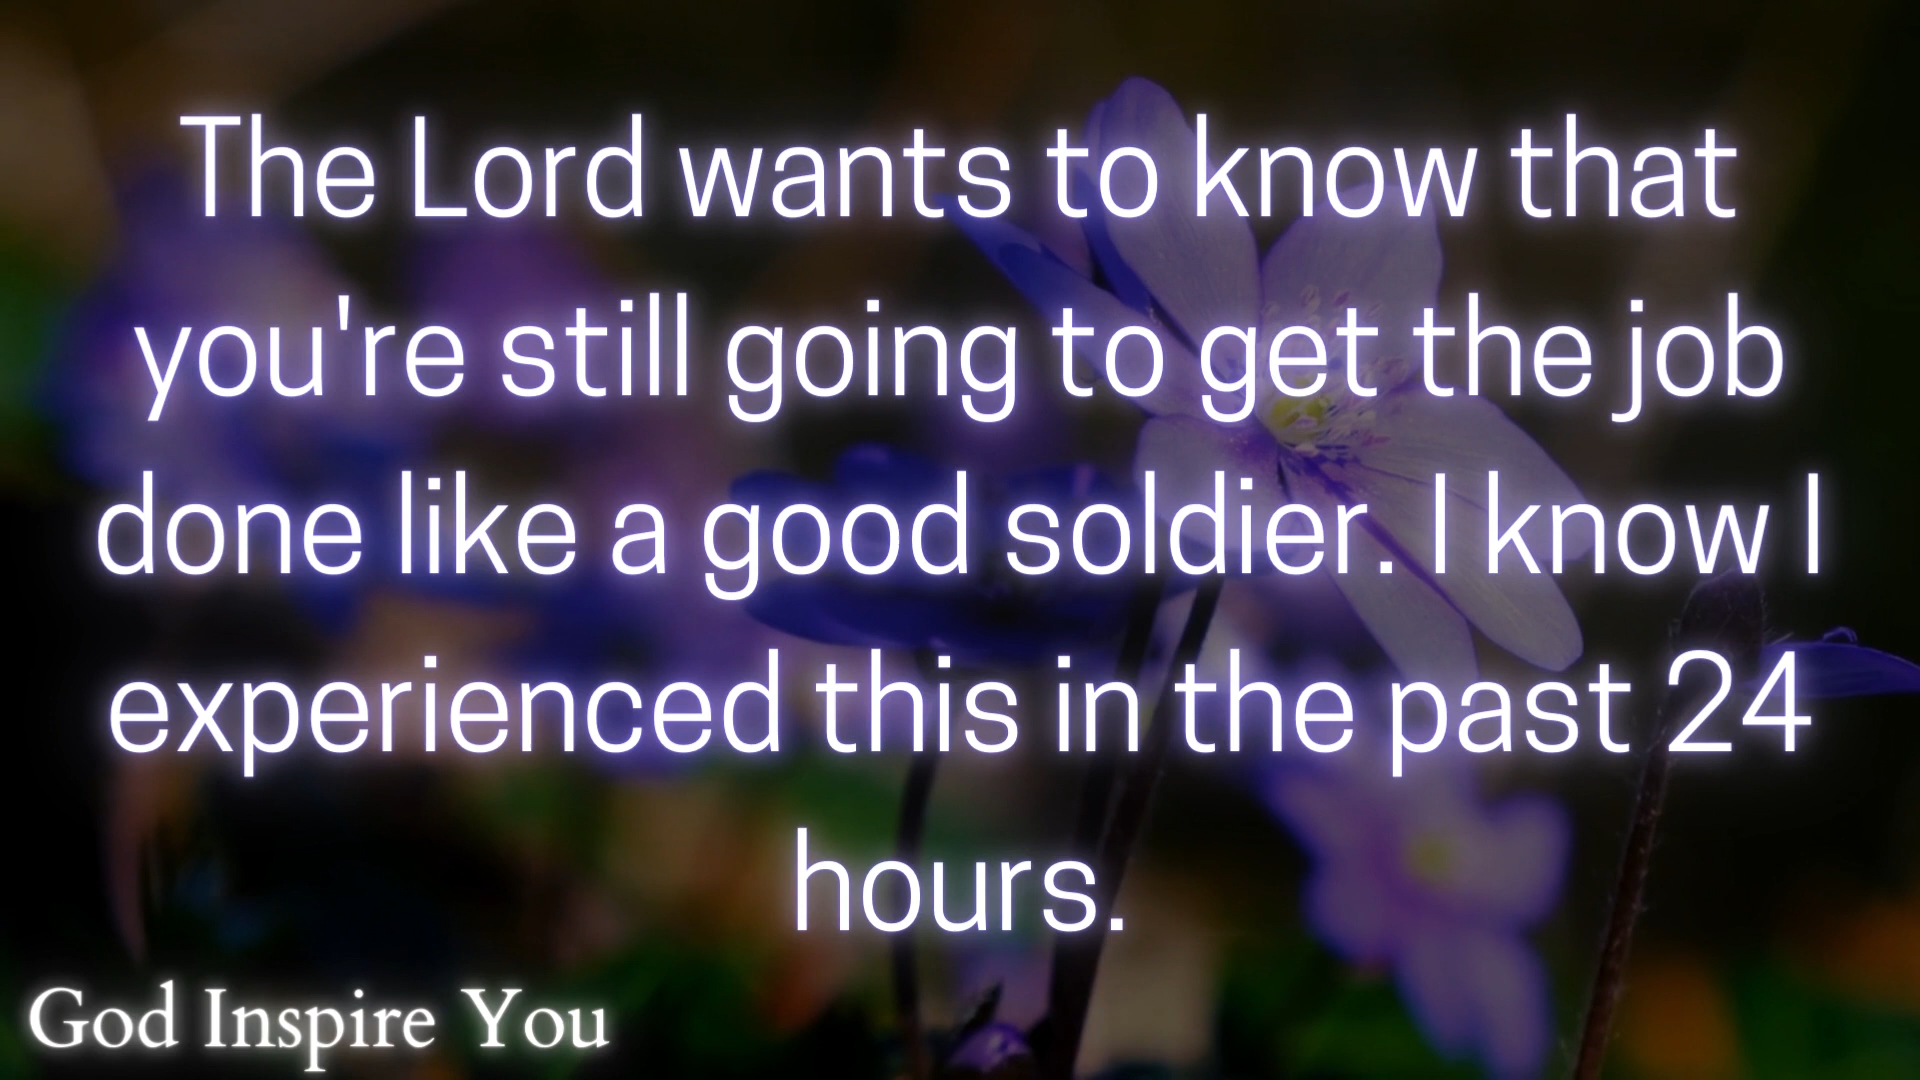 The Lord wants to know that
you're still going to get the job
done like a good soldier. I know I
experienced this in the past 24
hours.
God Inspire You